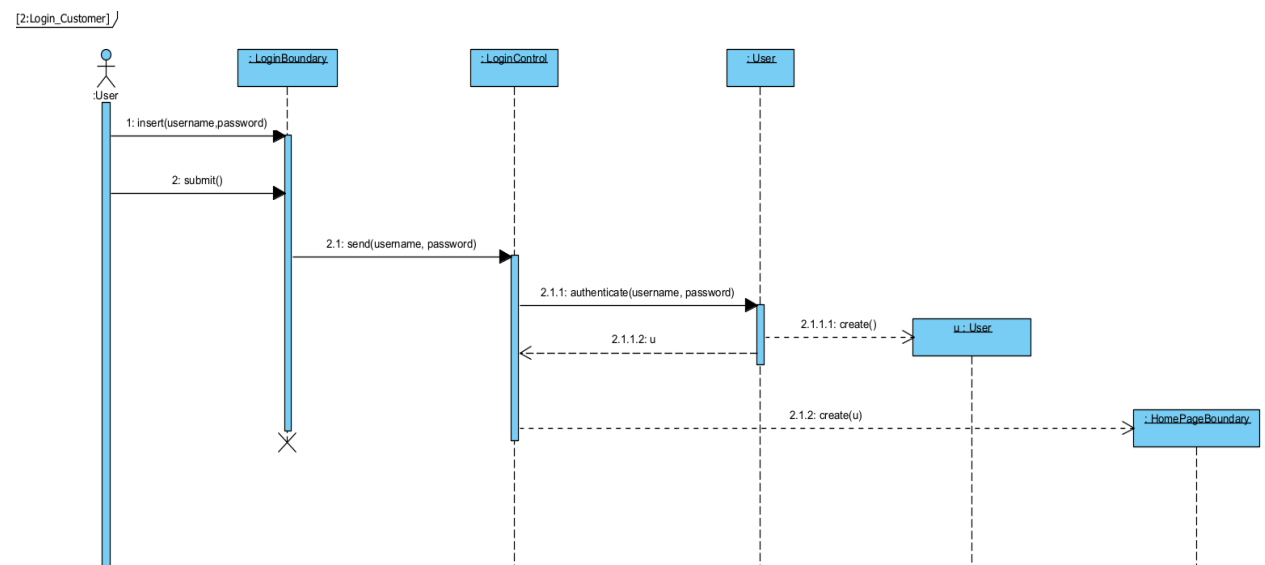 [2:Login_Customer]
: LoginBoundary
: LoginControl
: User
:User
1: insert(username,password)
2: submit()
2.1: send(username, password)
2.1.1: authenticate(username, password)
2.1.1.1: create()
u : User
2.1.1.2: u
2.1.2: create(u)
: HomePageBoundary